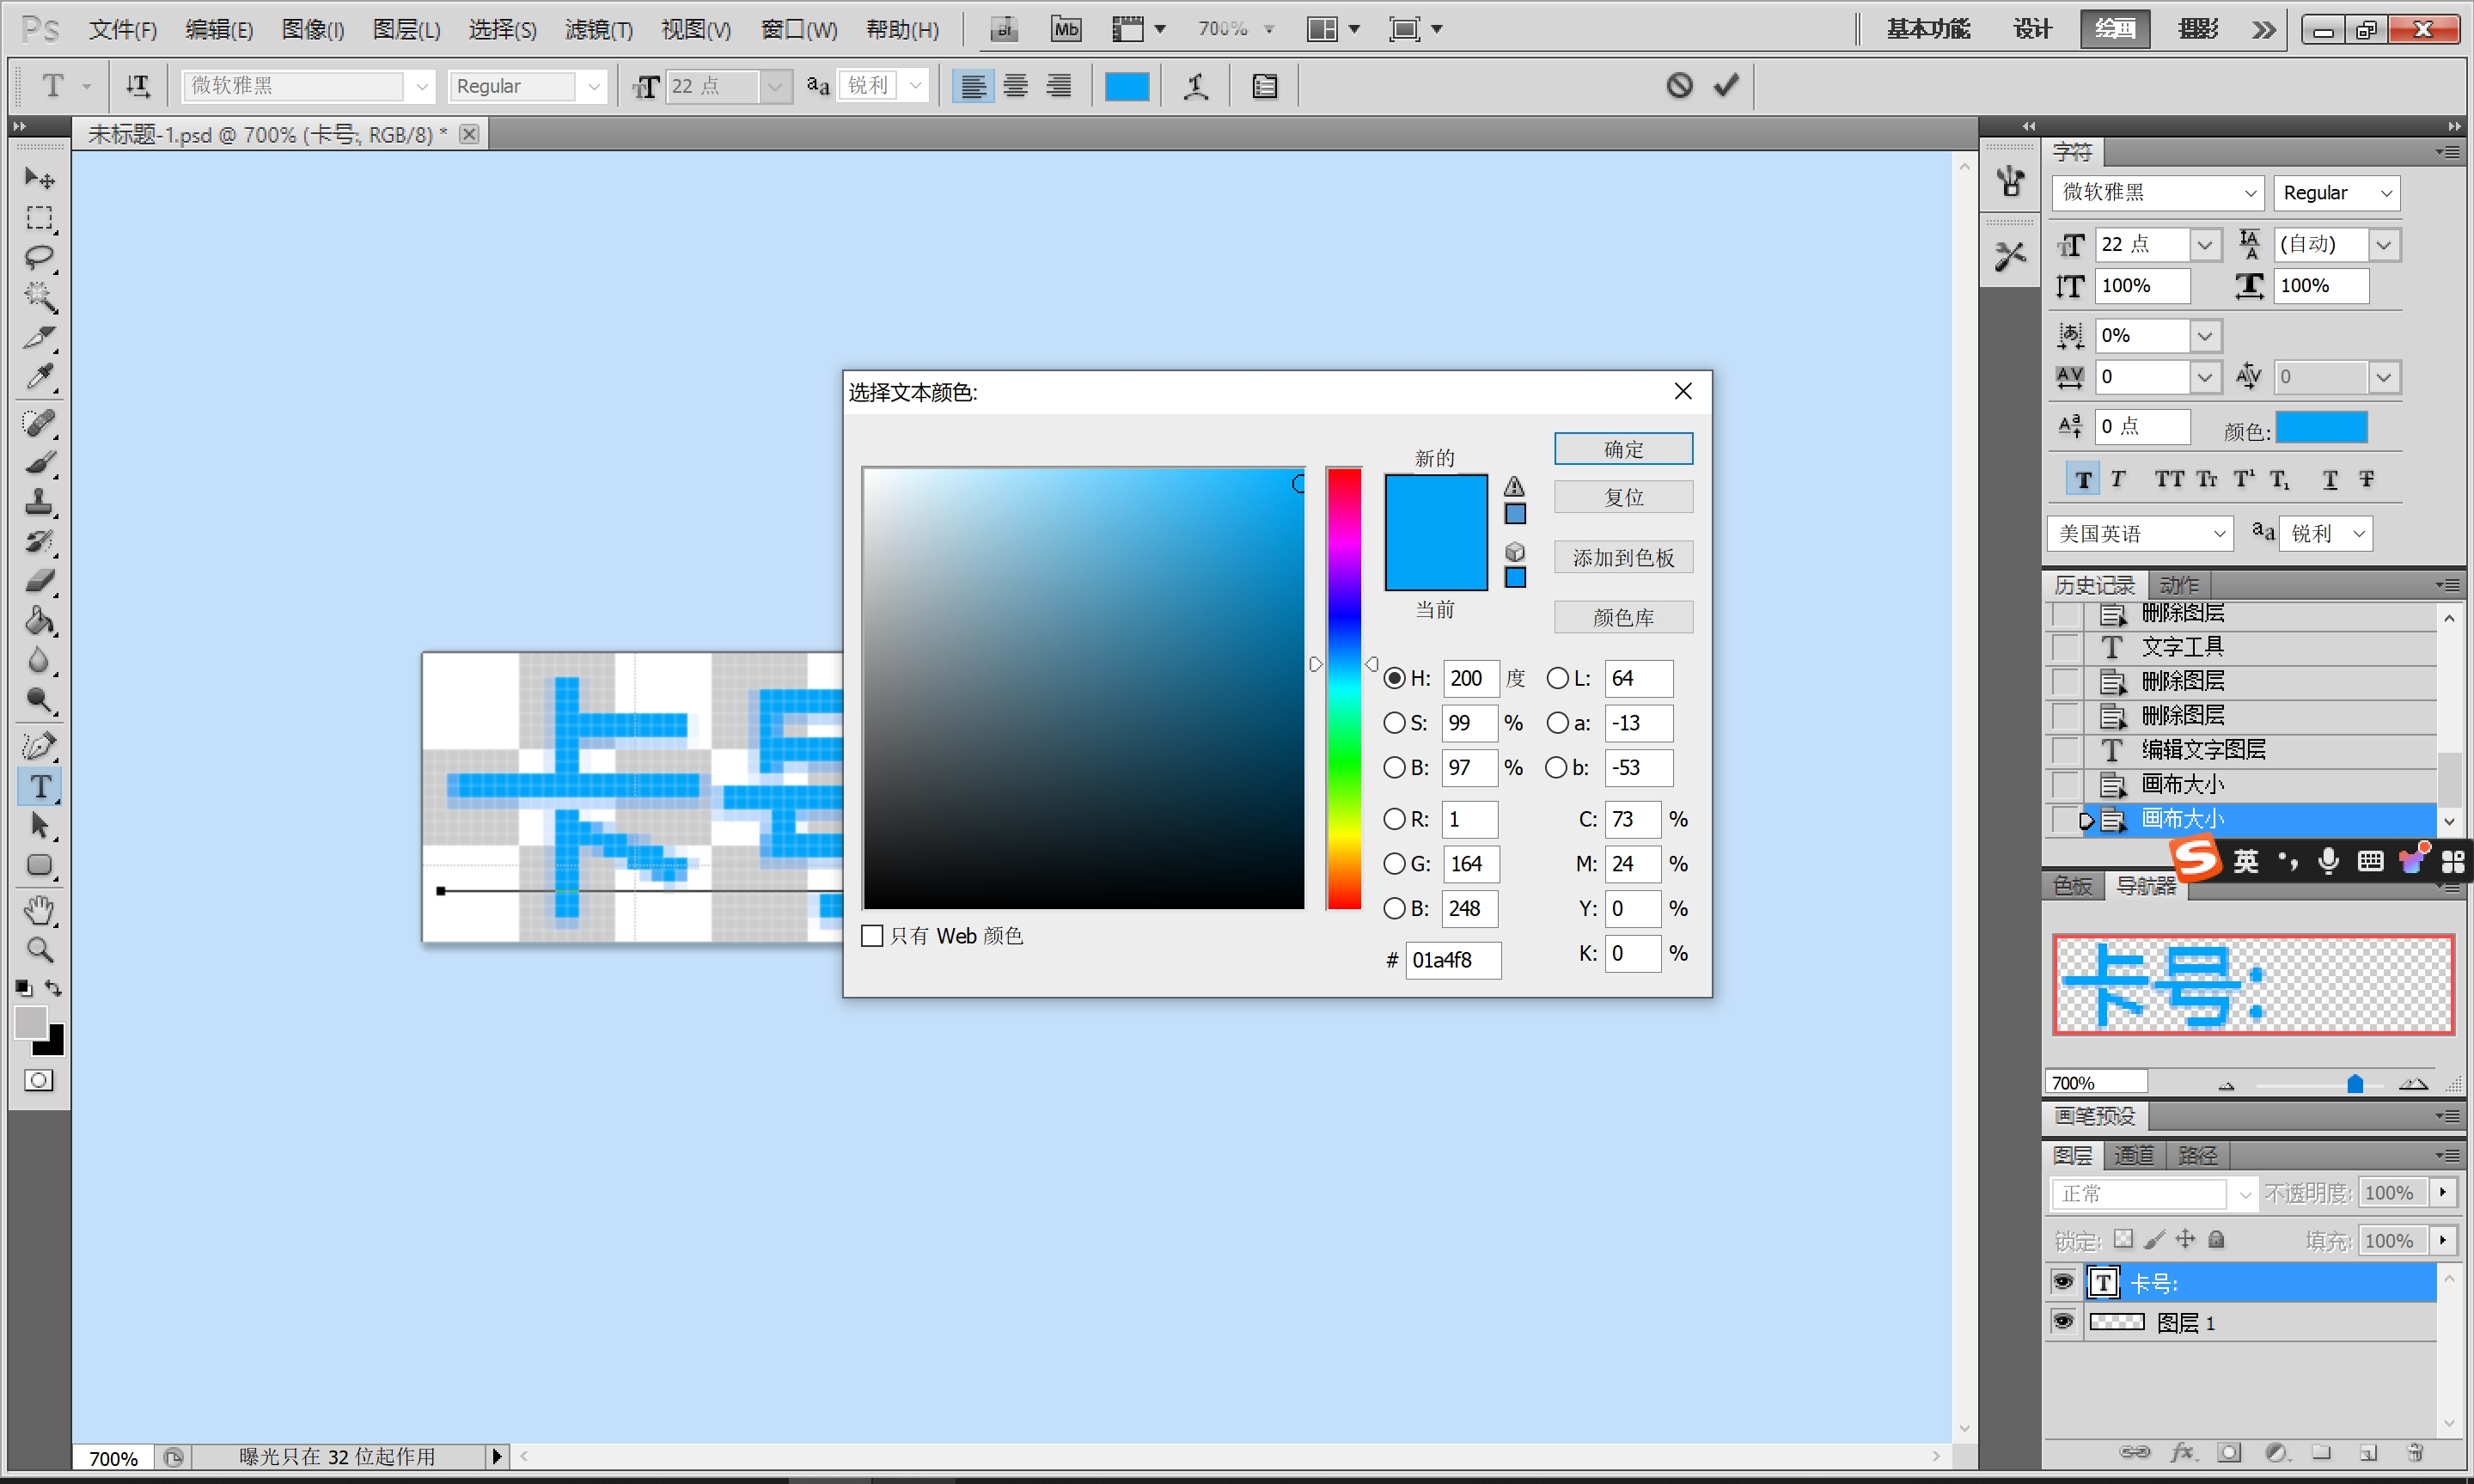 Ps 文件(F) 编辑(E) 图像(I) 图层(L) 选择(S) 滤镜(T) 视图(V) 窗口(W) 帮助(H) Br Mb 700% 基本功能 设计 绘画 摄影
T 微软雅黑 Regular 22 点 锐利
未标题-1.psd @ 700% (卡号:, RGB/8) *
字符
微软雅黑 Regular
22 点 (自动)
100% 100%
0%
0 0
0 点 颜色:
美国英语 锐利
选择文本颜色:
新的
当前
确定
复位
添加到色板
颜色库
H: 200 度 L: 64
S: 99 % a: -13
B: 97 % b: -53
R: 1 C: 73 %
G: 164 M: 24 %
B: 248 Y: 0 %
# 01a4f8 K: 0 %
只有 Web 颜色
历史记录 动作
删除图层
文字工具
删除图层
删除图层
编辑文字图层
画布大小
画布大小
英
色板 导航器
卡号:
700%
画笔预设
图层 通道 路径
正常 不透明度: 100%
锁定: 填充: 100%
卡号:
图层 1
700% 曝光只在 32 位起作用